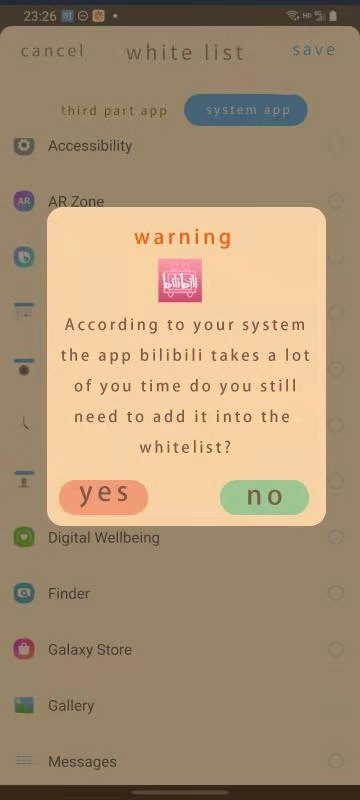 23:26
cancel white list save
third part app system app
Accessibility
AR Zone
AR
warning
bilibili
According to your system
the app bilibili takes a lot
of you time do you still
need to add it into the
whitelist?
yes no
Digital Wellbeing
Finder
Galaxy Store
Gallery
Messages